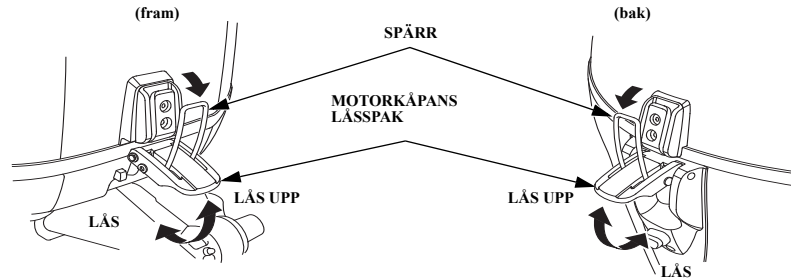 (fram)
(bak)
SPÄRR
MOTORKÅPANS
LÅSSPAK
LÅS UPP
LÅS
LÅS UPP
LÅS